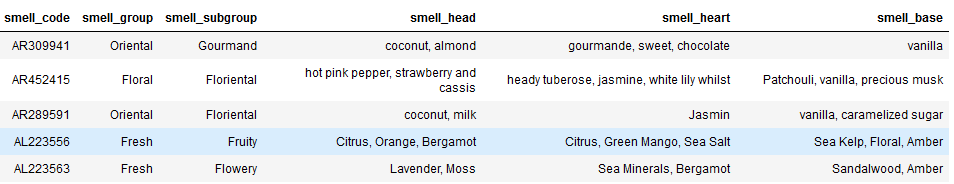 smell_code smell_group smell_subgroup smell_head smell_heart smell_base
AR309941 Oriental Gourmand coconut, almond gourmande, sweet, chocolate vanilla
AR452415 Floral Floriental hot pink pepper, strawberry and heady tuberose, jasmine, white lily whilst Patchouli, vanilla, precious musk
cassis
AR289591 Oriental Floriental coconut, milk Jasmin vanilla, caramelized sugar
AL223556 Fresh Fruity Citrus, Orange, Bergamot Citrus, Green Mango, Sea Salt Sea Kelp, Floral, Amber
AL223563 Fresh Flowery Lavender, Moss Sea Minerals, Bergamot Sandalwood, Amber